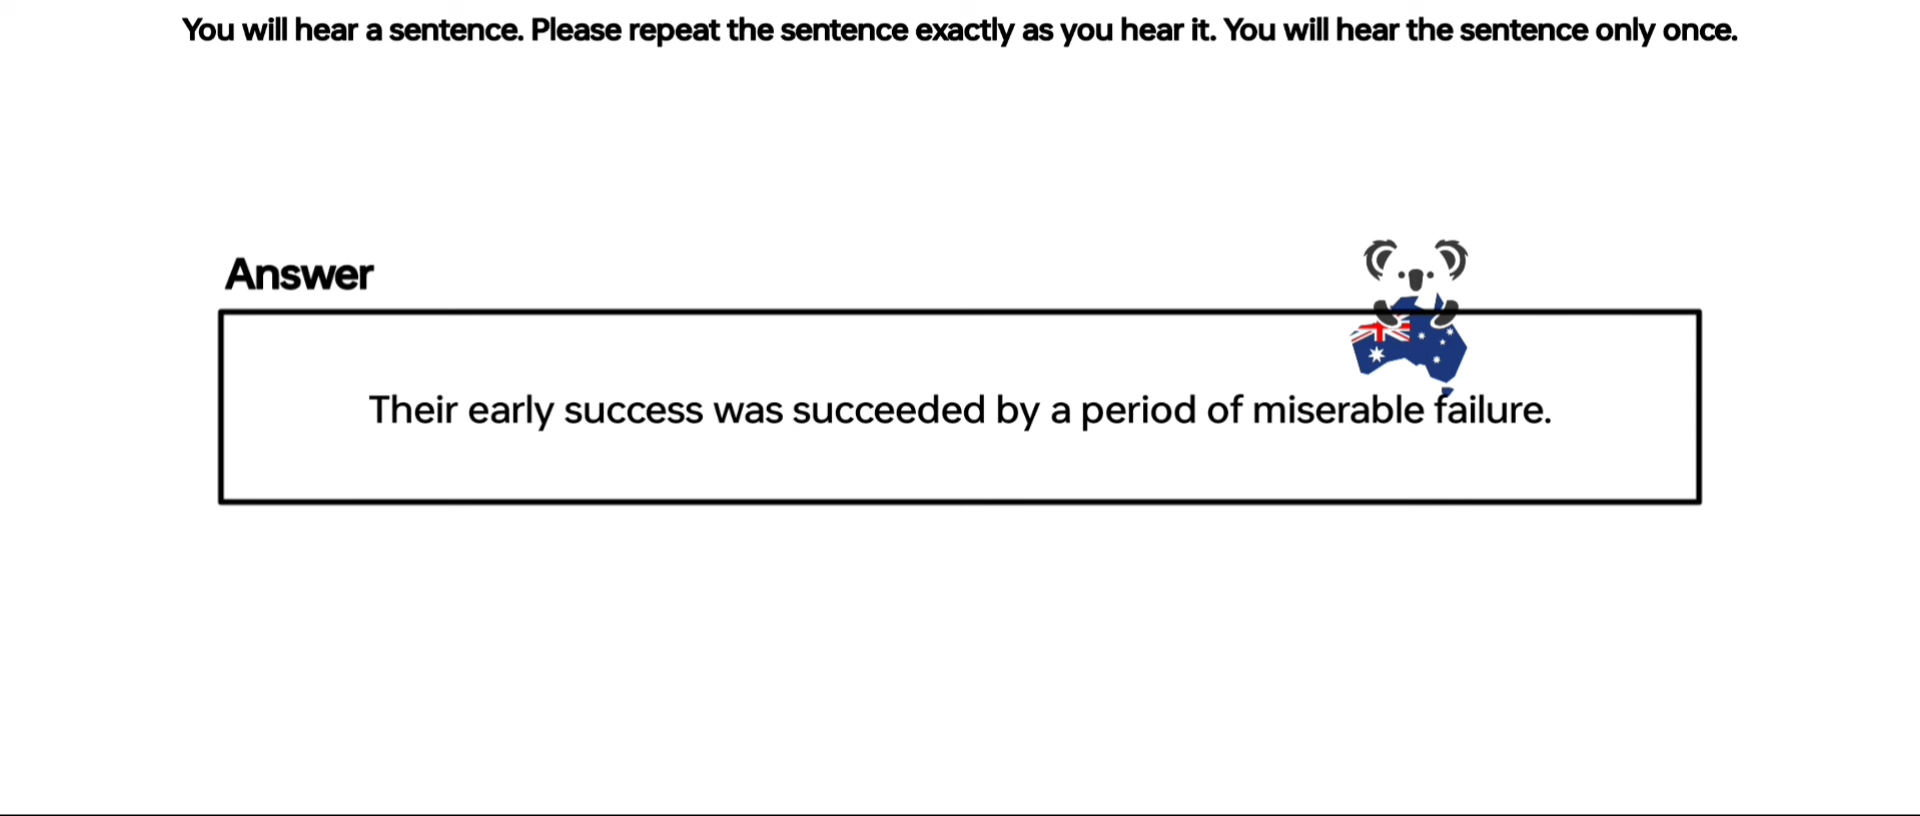 You will hear a sentence. Please repeat the sentence exactly as you hear it. You will hear the sentence only once.
Answer
Their early success was succeeded by a period of miserable failure.